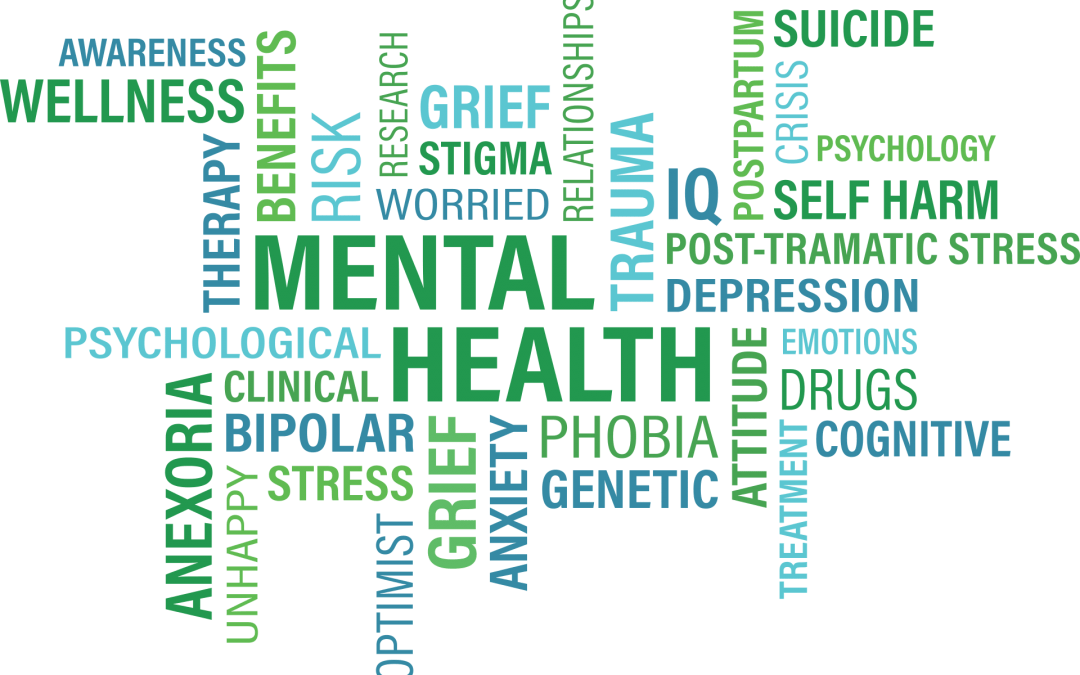 AWARENESS
WELLNESS
THERAPY
BENEFITS
RISK
RESEARCH
GRIEF
STIGMA
WORRIED
RELATIONSHIPS
TRAUMA
IQ
POSTPARTUM
SUICIDE
CRISIS
PSYCHOLOGY
SELF HARM
POST-TRAMATIC STRESS
DEPRESSION
MENTAL
HEALTH
PSYCHOLOGICAL
CLINICAL
BIPOLAR
STRESS
ANEXORIA
UNHAPPY
OPTIMIST
GRIEF
ANXIETY
PHOBIA
GENETIC
ATTITUDE
EMOTIONS
DRUGS
COGNITIVE
TREATMENT